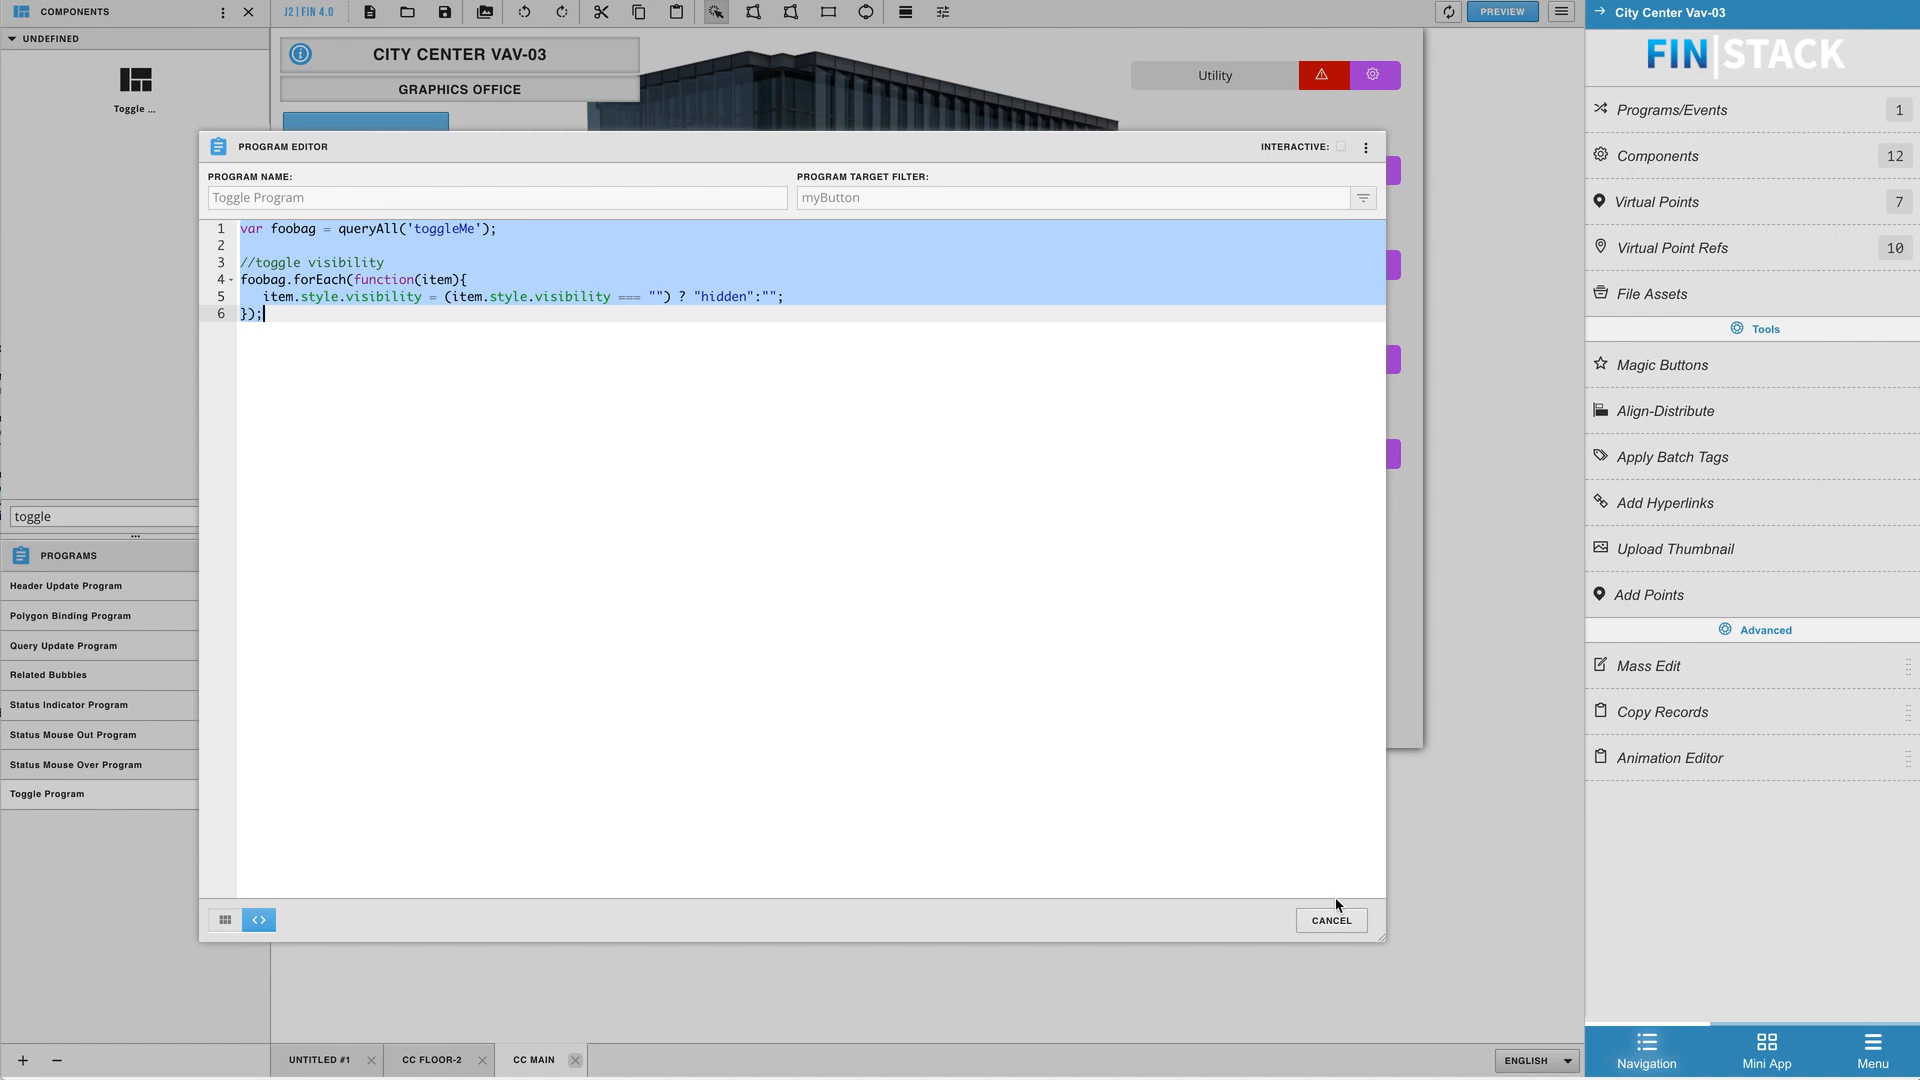 COMPONENTS
UNDEFINED
Toggle ...
toggle
PROGRAMS
Header Update Program
Polygon Binding Program
Query Update Program
Related Bubbles
Status Indicator Program
Status Mouse Out Program
Status Mouse Over Program
Toggle Program
J2 | FIN 4.0
PREVIEW
CITY CENTER VAV-03
GRAPHICS OFFICE
Utility
PROGRAM EDITOR
INTERACTIVE:
PROGRAM NAME:
PROGRAM TARGET FILTER:
Toggle Program
myButton
1 var foobag = queryAll('toggleMe');
2
3 //toggle visibility
4 foobag.forEach(function(item){
5 item.style.visibility = (item.style.visibility === "") ? "hidden":"";
6 });
CANCEL
UNTITLED #1
CC FLOOR-2
CC MAIN
ENGLISH
City Center Vav-03
FIN|STACK
Programs/Events 1
Components 12
Virtual Points 7
Virtual Point Refs 10
File Assets
Tools
Magic Buttons
Align-Distribute
Apply Batch Tags
Add Hyperlinks
Upload Thumbnail
Add Points
Advanced
Mass Edit
Copy Records
Animation Editor
Navigation
Mini App
Menu